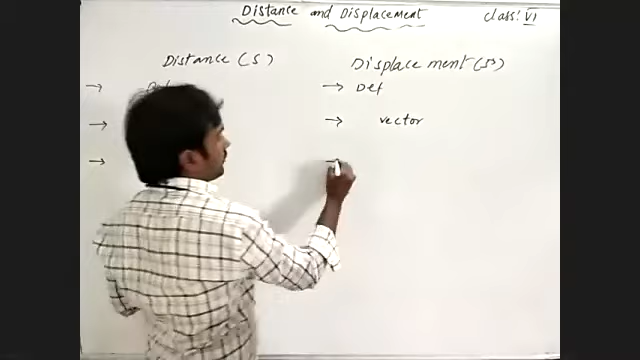 Distance and Displacement class: VI
Distance (S) Displacement (S⃗)
→ → Def
→ → vector
→